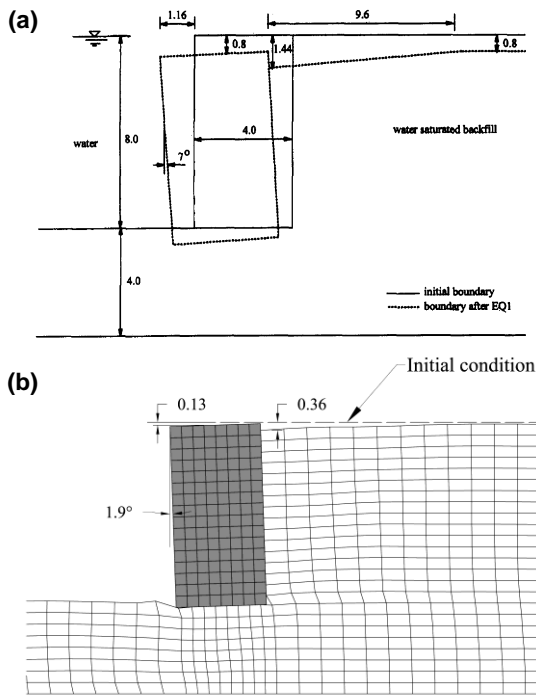 (a)
1.16
9.6
0.8
1.44
0.8
8.0
water
4.0
water saturated backfill
7°
4.0
initial boundary
boundary after EQ1
(b)
Initial condition
0.13
0.36
1.9°